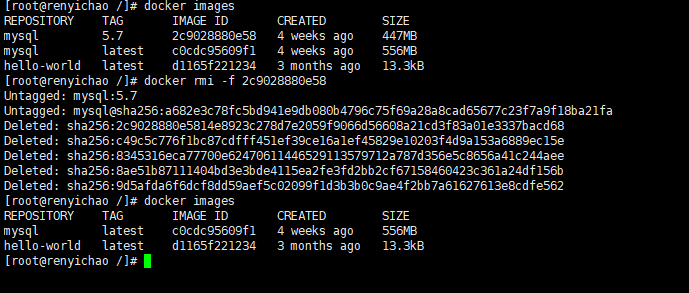 [root@renyichao /]# docker images
REPOSITORY TAG IMAGE ID CREATED SIZE
mysql 5.7 2c9028880e58 4 weeks ago 447MB
mysql latest c0cdc95609f1 4 weeks ago 556MB
hello-world latest d1165f221234 3 months ago 13.3kB
[root@renyichao /]# docker rmi -f 2c9028880e58
Untagged: mysql:5.7
Untagged: mysql@sha256:a682e3c78fc5bd941e9db080b4796c75f69a28a8cad65677c23f7a9f18ba21fa
Deleted: sha256:2c9028880e5814e8923c278d7e2059f9066d56608a21cd3f83a01e3337bacd68
Deleted: sha256:c49c5c776f1bc87cdfff451ef39ce16a1ef45829e10203f4d9a153a6889ec15e
Deleted: sha256:8345316eca77700e62470611446529113579712a787d356e5c8656a41c244aee
Deleted: sha256:8ae51b87111404bd3e3bde4115ea2fe3fd2bb2cf67158460423c361a24df156b
Deleted: sha256:9d5afda6f6dcf8dd59aef5c02099f1d3b3b0c9ae4f2bb7a61627613e8cdfe562
[root@renyichao /]# docker images
REPOSITORY TAG IMAGE ID CREATED SIZE
mysql latest c0cdc95609f1 4 weeks ago 556MB
hello-world latest d1165f221234 3 months ago 13.3kB
[root@renyichao /]#